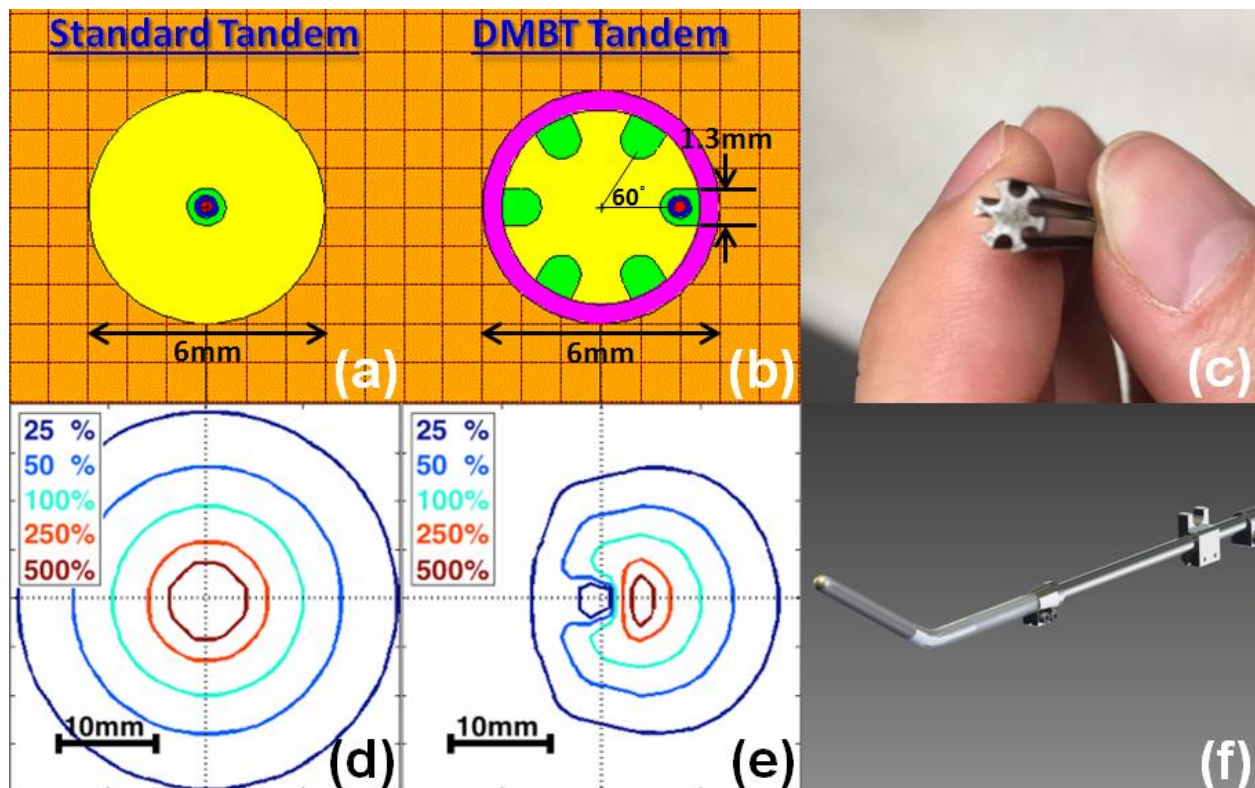 Standard Tandem
DMBT Tandem
1.3mm
60°
6mm
6mm
(a)
(b)
(c)
25 %
50 %
100%
250%
500%
10mm
(d)
25 %
50 %
100%
250%
500%
10mm
(e)
(f)